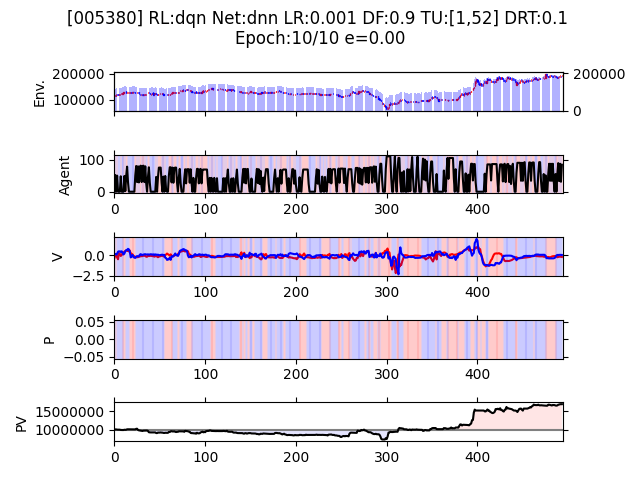 [005380] RL:dqn Net:dnn LR:0.001 DF:0.9 TU:[1,52] DRT:0.1
Epoch:10/10 e=0.00
200000
100000
Env.
200000
0
100
0
Agent
0 100 200 300 400
0.0
−2.5
V
0 100 200 300 400
0.05
0.00
−0.05
P
0 100 200 300 400
15000000
10000000
PV
0 100 200 300 400